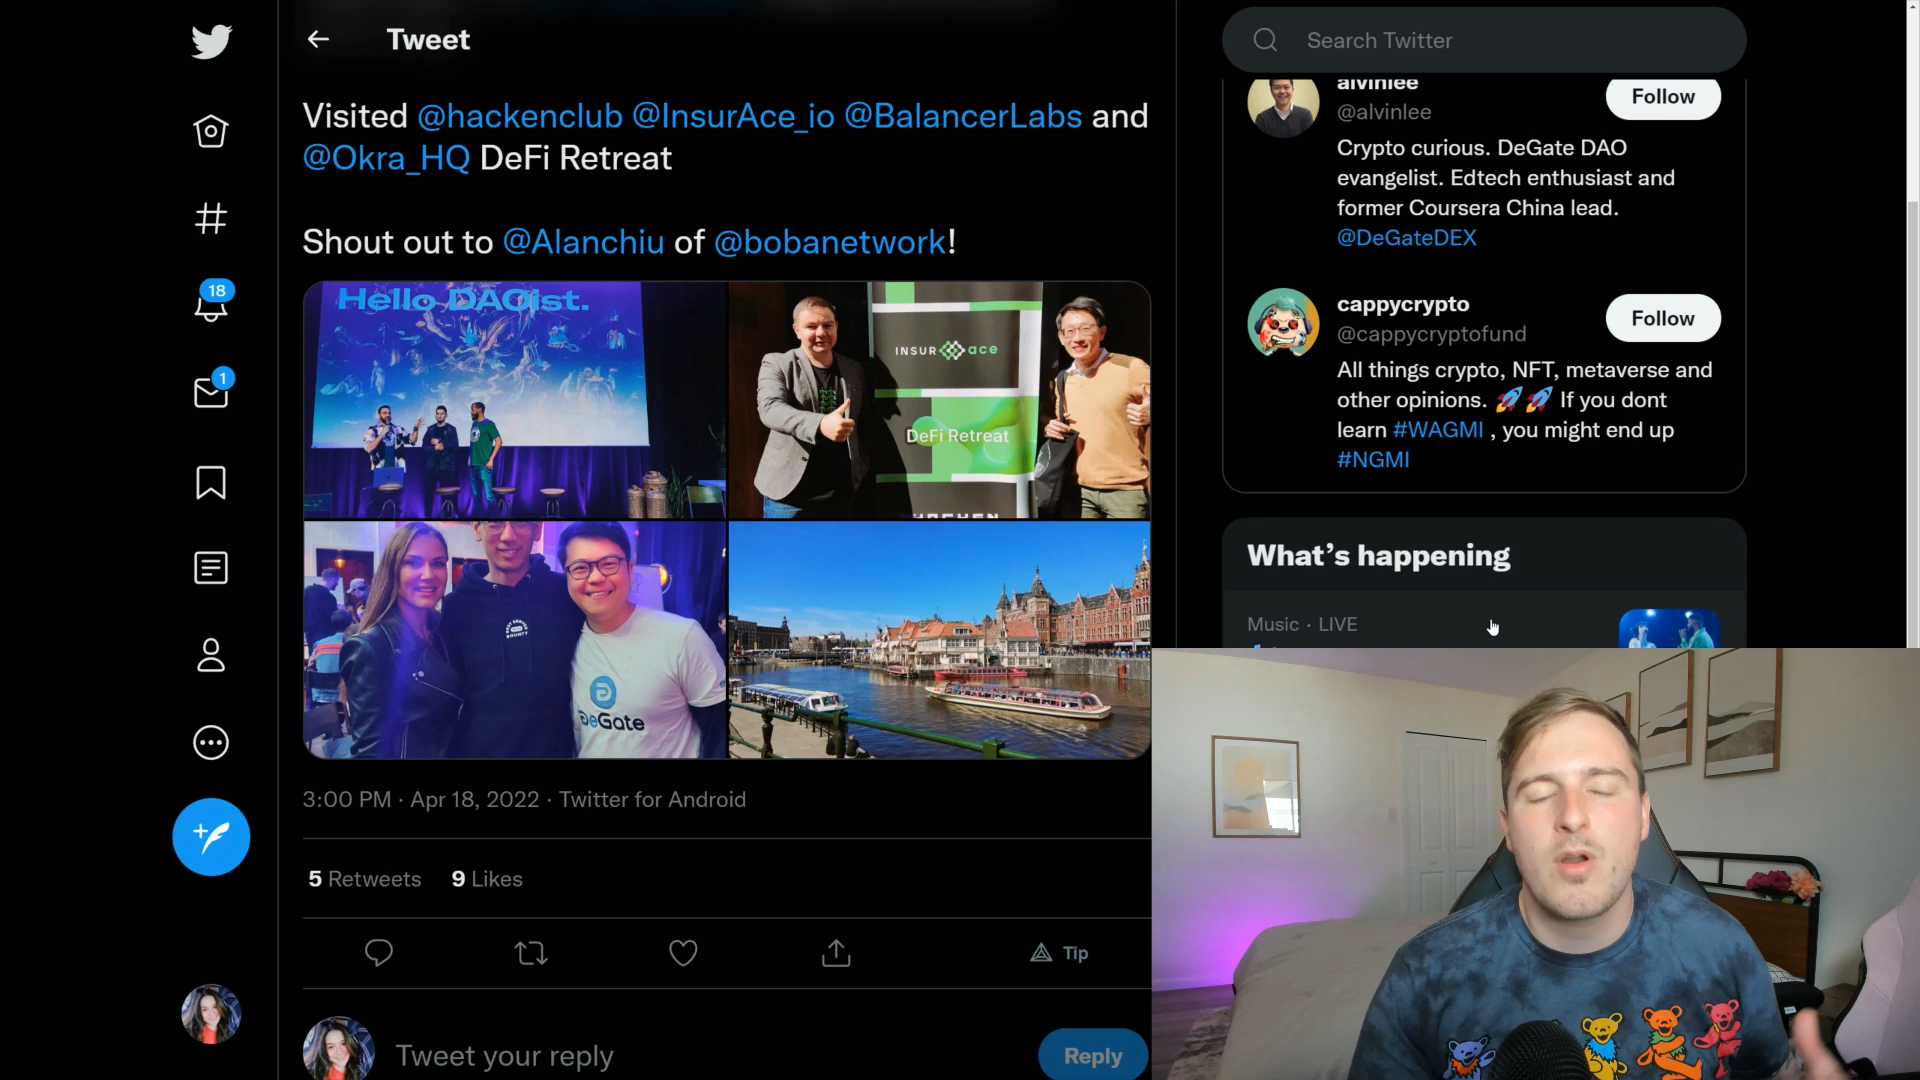 Tweet
Visited @hackenclub @InsurAce_io @BalancerLabs and
@Okra_HQ DeFi Retreat
Shout out to @Alanchiu of @bobanetwork!
Hello DAOist.
INSUR ace
DeFi Retreat
HACKEN
DeGate
3:00 PM · Apr 18, 2022 · Twitter for Android
5 Retweets 9 Likes
Tip
Tweet your reply
Reply
18
1
Search Twitter
alvinlee
@alvinlee
Follow
Crypto curious. DeGate DAO
evangelist. Edtech enthusiast and
former Coursera China lead.
@DeGateDEX
cappycrypto
@cappycryptofund
Follow
All things crypto, NFT, metaverse and
other opinions. 🚀🚀 If you dont
learn #WAGMI , you might end up
#NGMI
What's happening
Music · LIVE